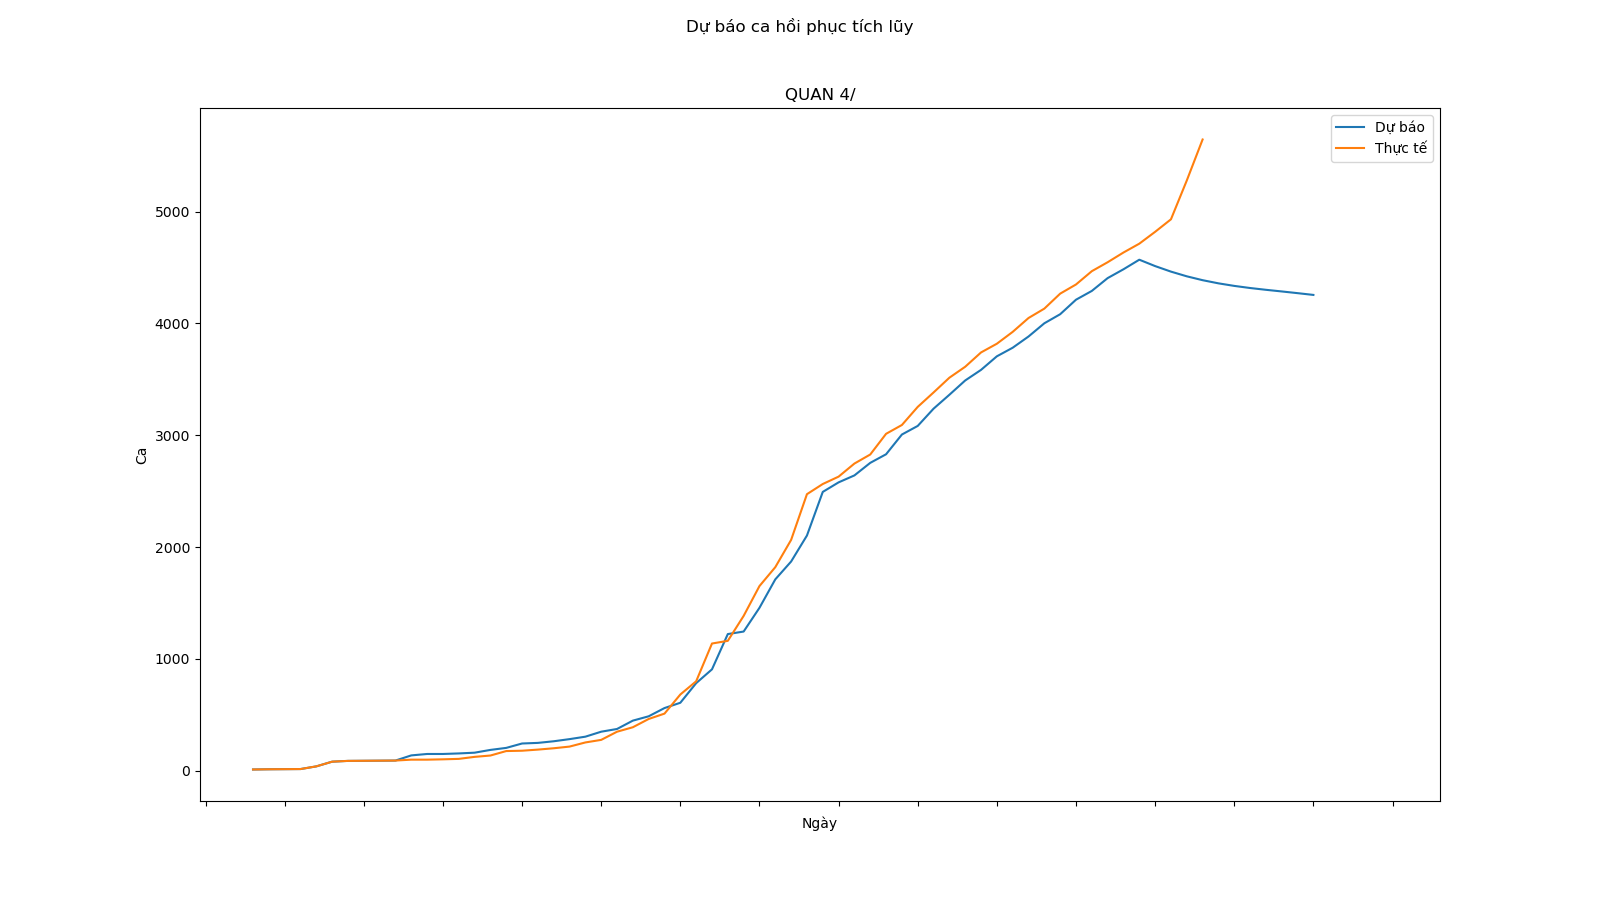 Dự báo ca hồi phục tích lũy
QUAN 4/
Dự báo
Thực tế
5000
4000
3000
2000
1000
0
Ca
Ngày